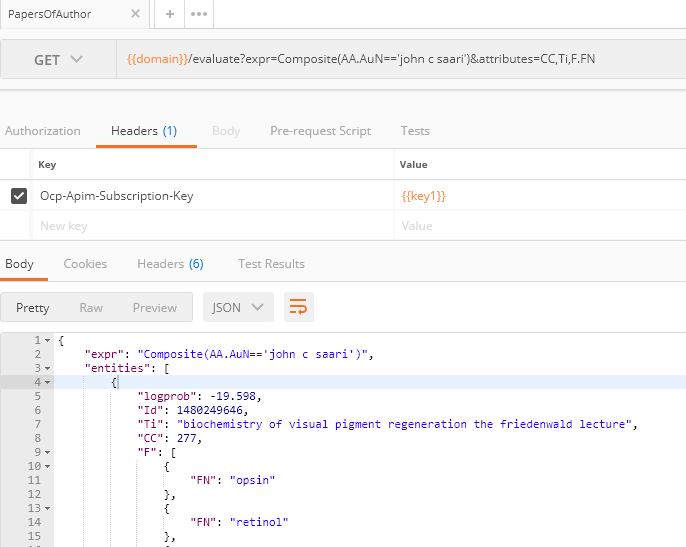 PapersOfAuthor × + •••
GET {{domain}}/evaluate?expr=Composite(AA.AuN=='john c saari')&attributes=CC,Ti,F.FN
Authorization Headers (1) Body Pre-request Script Tests
Key Value
Ocp-Apim-Subscription-Key {{key1}}
New key Value
Body Cookies Headers (6) Test Results
Pretty Raw Preview JSON
1 {
2 "expr": "Composite(AA.AuN=='john c saari')",
3 "entities": [
4 {
5 "logprob": -19.598,
6 "Id": 1480249646,
7 "Ti": "biochemistry of visual pigment regeneration the friedenwald lecture",
8 "CC": 277,
9 "F": [
10 {
11 "FN": "opsin"
12 },
13 {
14 "FN": "retinol"
15 },